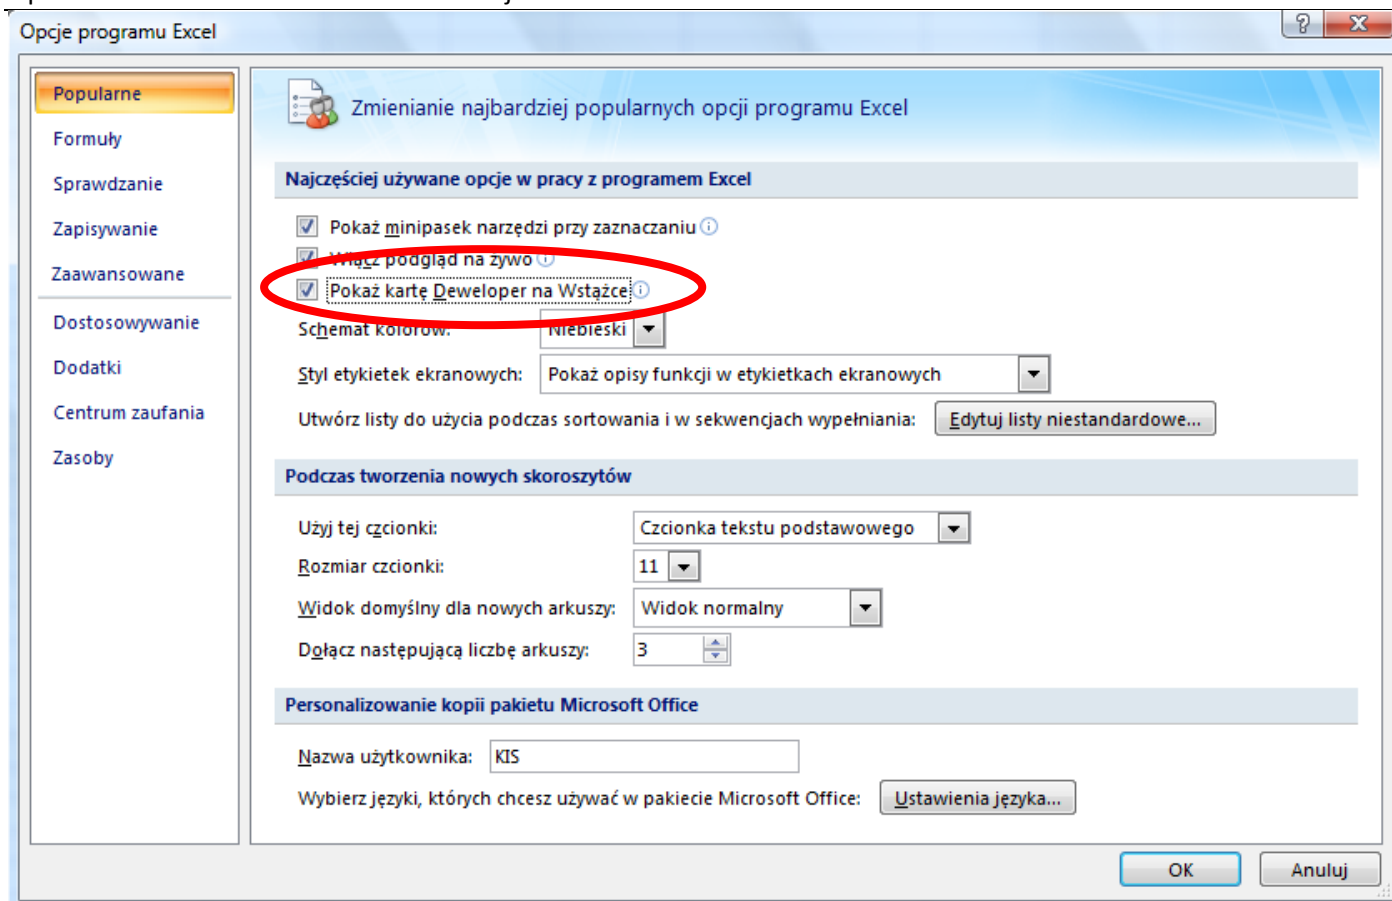 Opcje programu Excel
Popularne
Formuły
Sprawdzanie
Zapisywanie
Zaawansowane
Dostosowywanie
Dodatki
Centrum zaufania
Zasoby
Zmienianie najbardziej popularnych opcji programu Excel
Najczęściej używane opcje w pracy z programem Excel
Pokaż minipasek narzędzi przy zaznaczaniu
Włącz podgląd na żywo
Pokaż kartę Deweloper na Wstążce
Schemat kolorów: Niebieski
Styl etykietek ekranowych: Pokaż opisy funkcji w etykietkach ekranowych
Utwórz listy do użycia podczas sortowania i w sekwencjach wypełniania: Edytuj listy niestandardowe...
Podczas tworzenia nowych skoroszytów
Użyj tej czcionki: Czcionka tekstu podstawowego
Rozmiar czcionki: 11
Widok domyślny dla nowych arkuszy: Widok normalny
Dołącz następującą liczbę arkuszy: 3
Personalizowanie kopii pakietu Microsoft Office
Nazwa użytkownika: KIS
Wybierz języki, których chcesz używać w pakiecie Microsoft Office: Ustawienia języka...
OK Anuluj